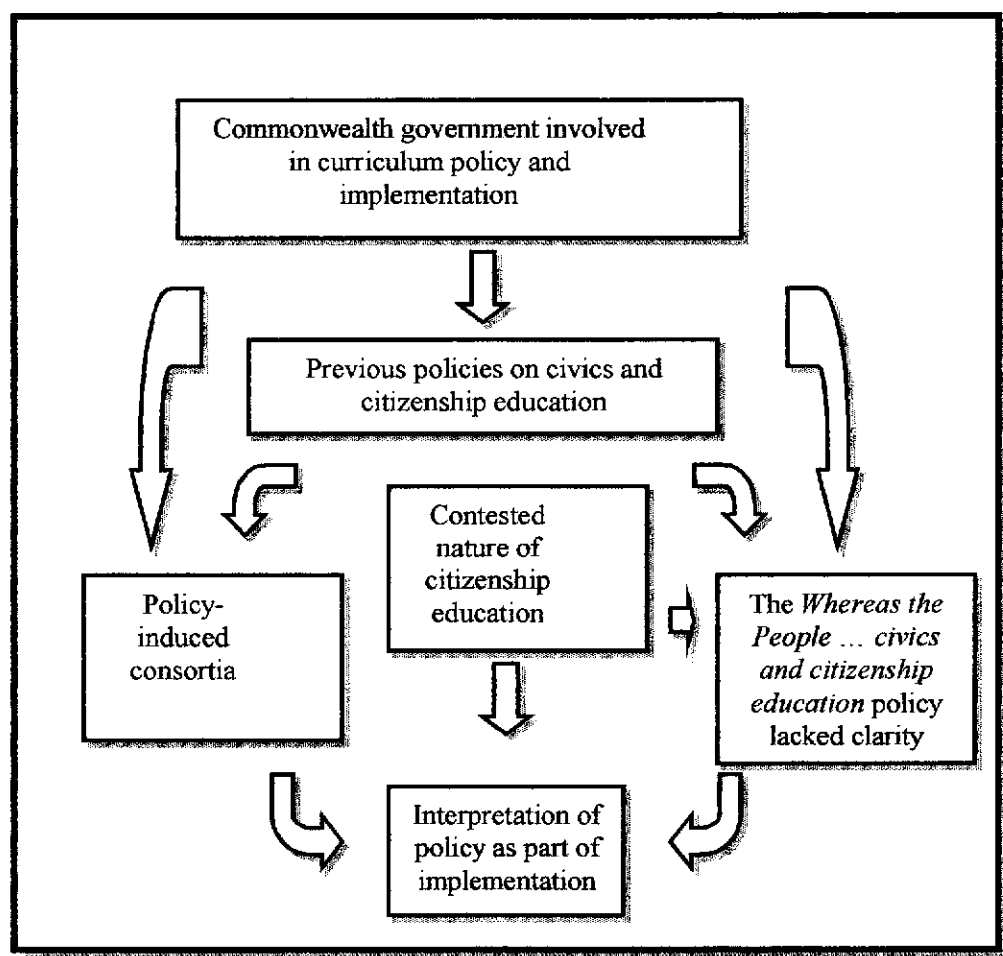 Commonwealth government involved
in curriculum policy and
implementation
Previous policies on civics and
citizenship education
Contested
nature of
citizenship
education
Policy-
induced
consortia
The Whereas the
People ... civics
and citizenship
education policy
lacked clarity
Interpretation of
policy as part of
implementation